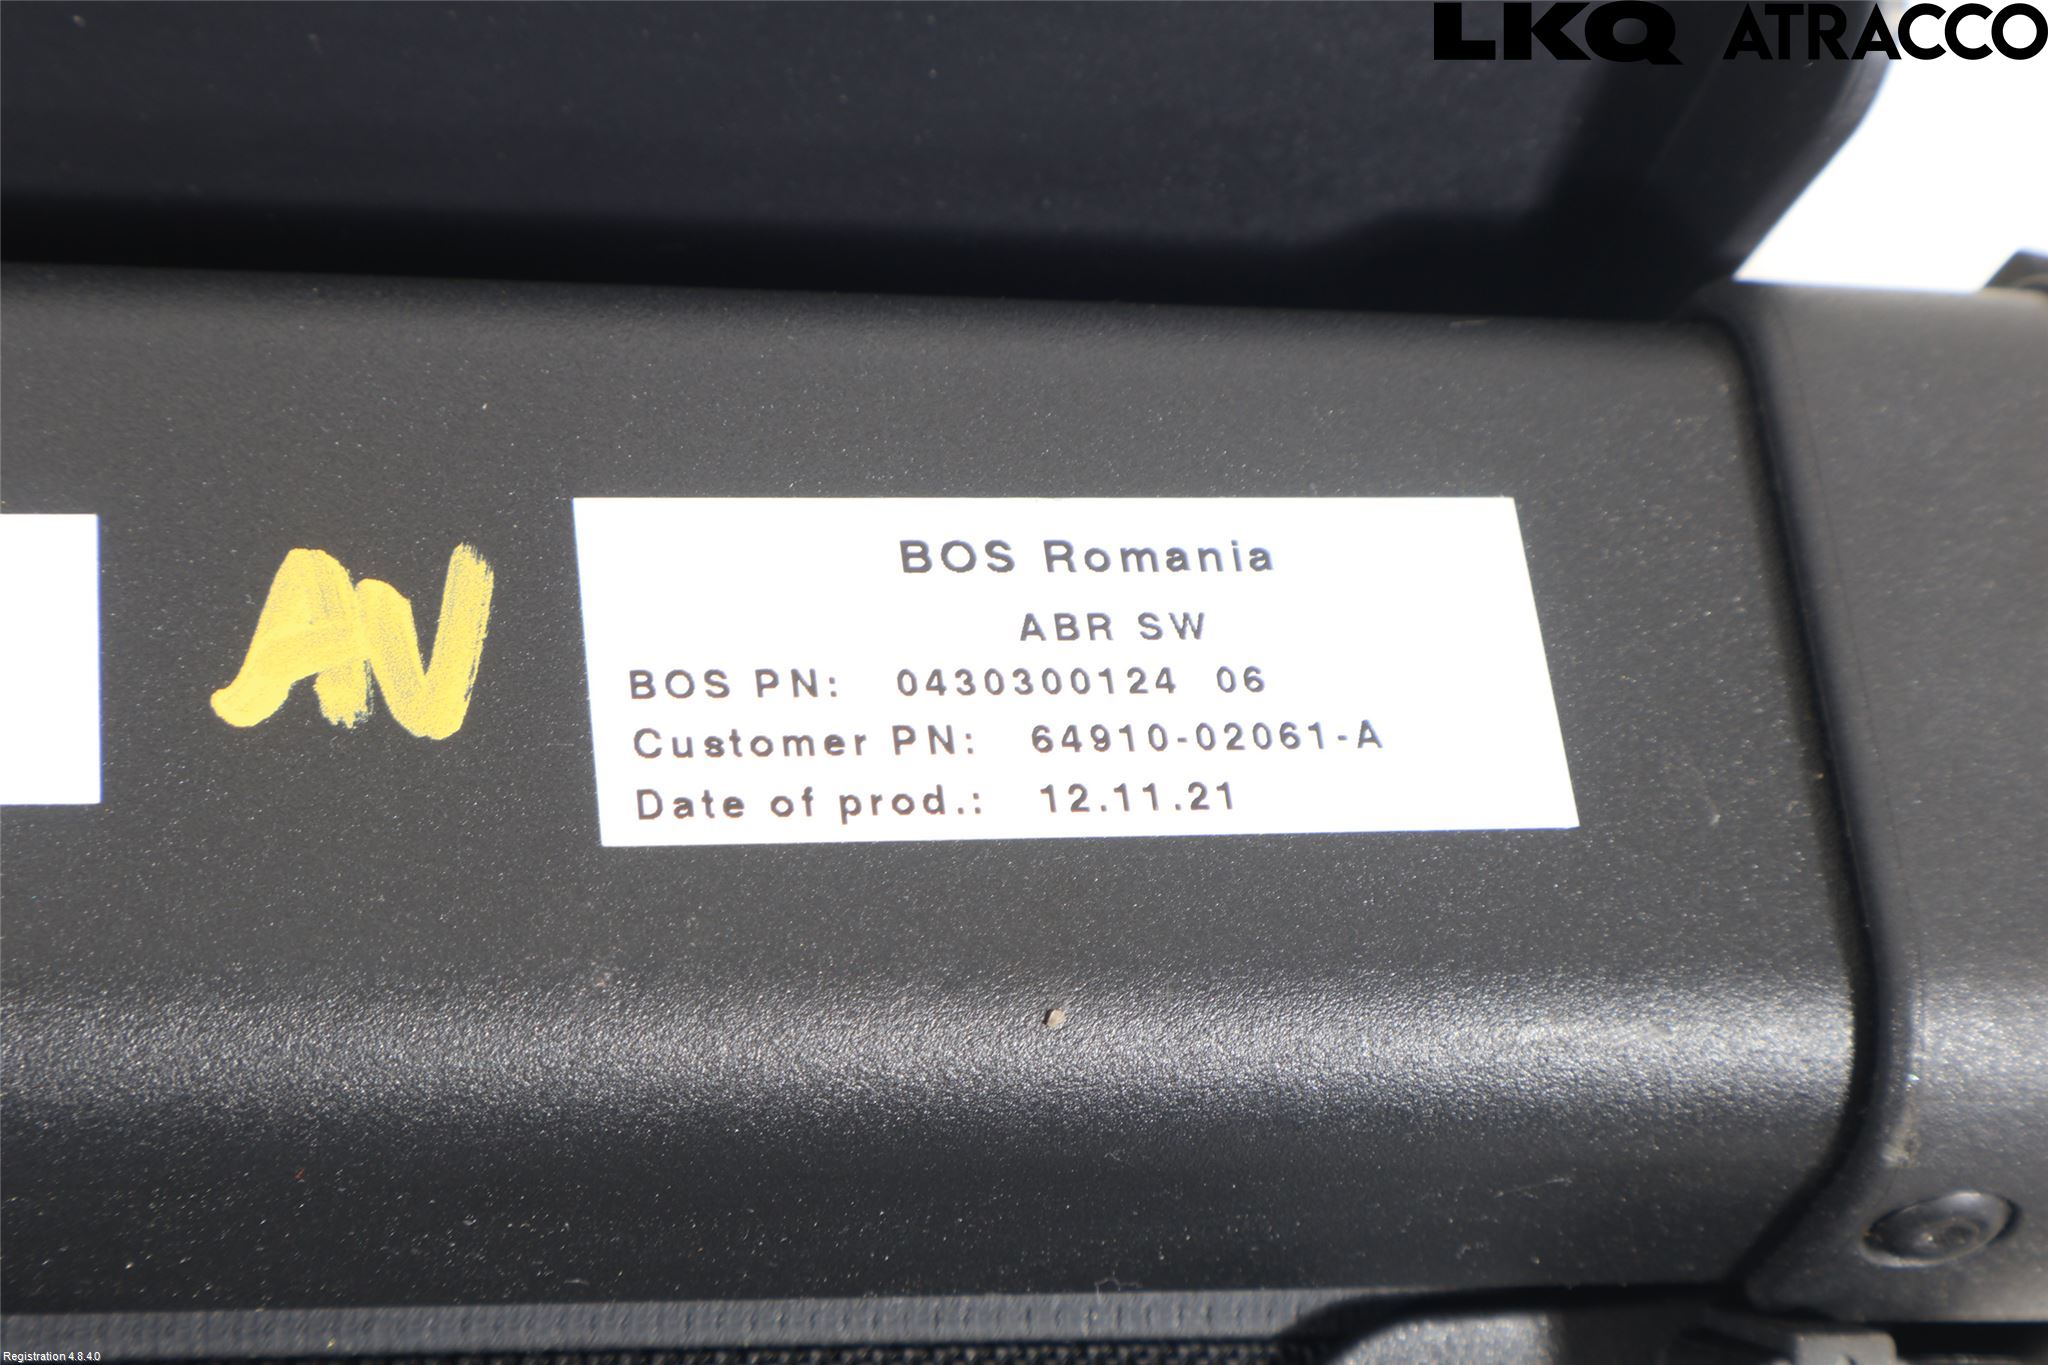 LKQ ATRACCO
AN
BOS Romania
ABR SW
BOS PN: 0430300124 06
Customer PN: 64910-02061-A
Date of prod.: 12.11.21
Registration 4.8.4.0